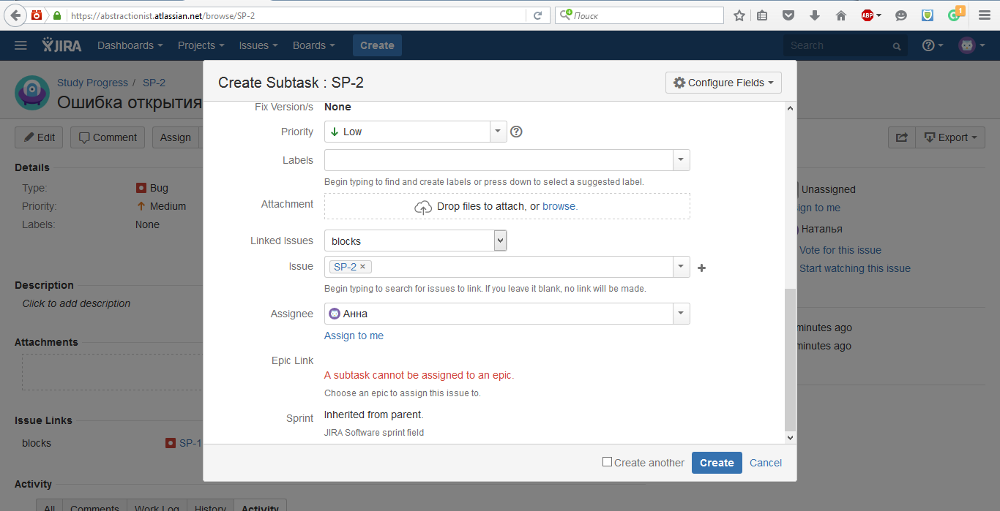 https://abstractionist.atlassian.net/browse/SP-2
Поиск
ABP
1
JIRA
Dashboards
Projects
Issues
Boards
Create
Search
Study Progress / SP-2
Ошибка открытия
Edit
Comment
Assign
Export
Create Subtask : SP-2
Configure Fields
Fix Version/s None
Priority Low
Labels
Begin typing to find and create labels or press down to select a suggested label.
Attachment Drop files to attach, or browse.
Linked Issues blocks
Issue SP-2
Begin typing to search for issues to link. If you leave it blank, no link will be made.
Assignee Анна
Assign to me
Epic Link
A subtask cannot be assigned to an epic.
Choose an epic to assign this issue to.
Sprint Inherited from parent.
JIRA Software sprint field
Create another
Create
Cancel
Details
Type: Bug
Priority: Medium
Labels: None
Description
Click to add description
Attachments
Issue Links
blocks SP-1
Activity
All
Comments
Work Log
History
Activity
Unassigned
ign to me
Наталья
Vote for this issue
Start watching this issue
minutes ago
minutes ago